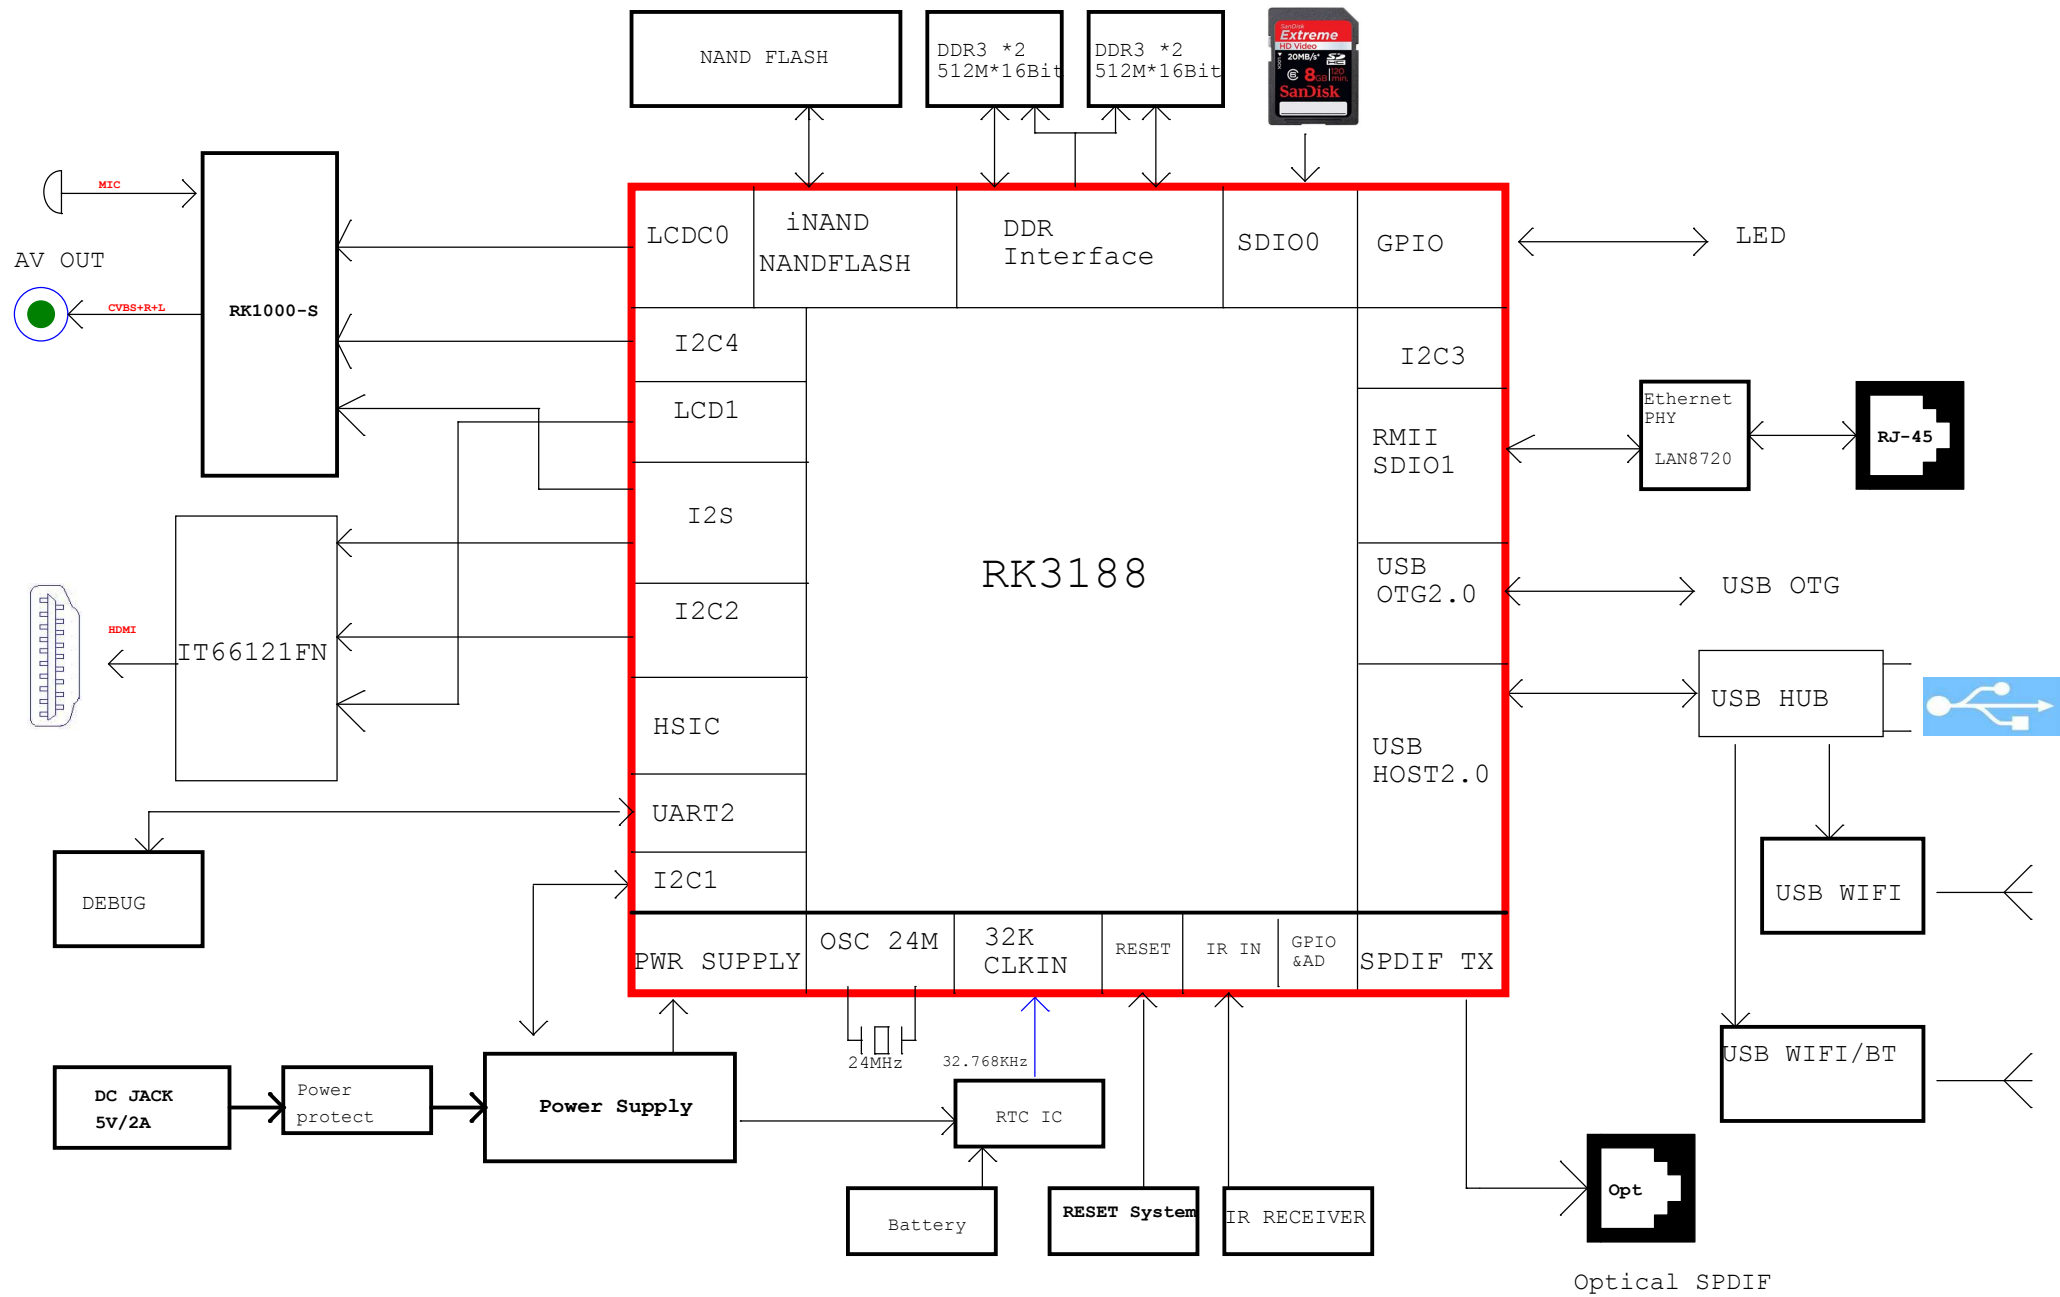 NAND FLASH
DDR3 *2
512M*16Bit
DDR3 *2
512M*16Bit
SanDisk
Extreme
HD Video
20MB/s*
8GB
120
min.
SanDisk
MIC
AV OUT
CVBS+R+L
RK1000-S
LCDC0
iNAND
NANDFLASH
DDR
Interface
SDIO0
GPIO
LED
I2C4
I2C3
LCD1
RMII
SDIO1
Ethernet
PHY
LAN8720
RJ-45
I2S
RK3188
USB
OTG2.0
USB OTG
I2C2
HDMI
IT66121FN
USB HUB
HSIC
USB
HOST2.0
UART2
I2C1
DEBUG
USB WIFI
PWR SUPPLY
OSC 24M
32K
CLKIN
RESET
IR IN
GPIO
&AD
SPDIF TX
24MHz
32.768KHz
USB WIFI/BT
DC JACK
5V/2A
Power
protect
Power Supply
RTC IC
Battery
RESET System
IR RECEIVER
Opt
Optical SPDIF